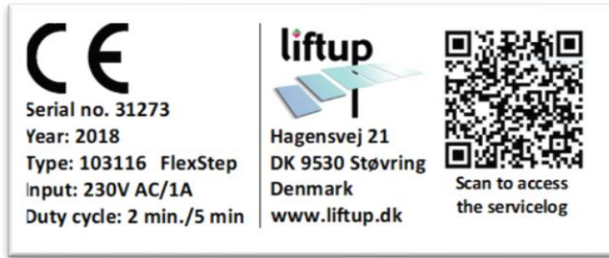 CE
Serial no. 31273
Year: 2018
Type: 103116 FlexStep
Input: 230V AC/1A
Duty cycle: 2 min./5 min
liftup
Hagensvej 21
DK 9530 Støvring
Denmark
www.liftup.dk
Scan to access
the servicelog